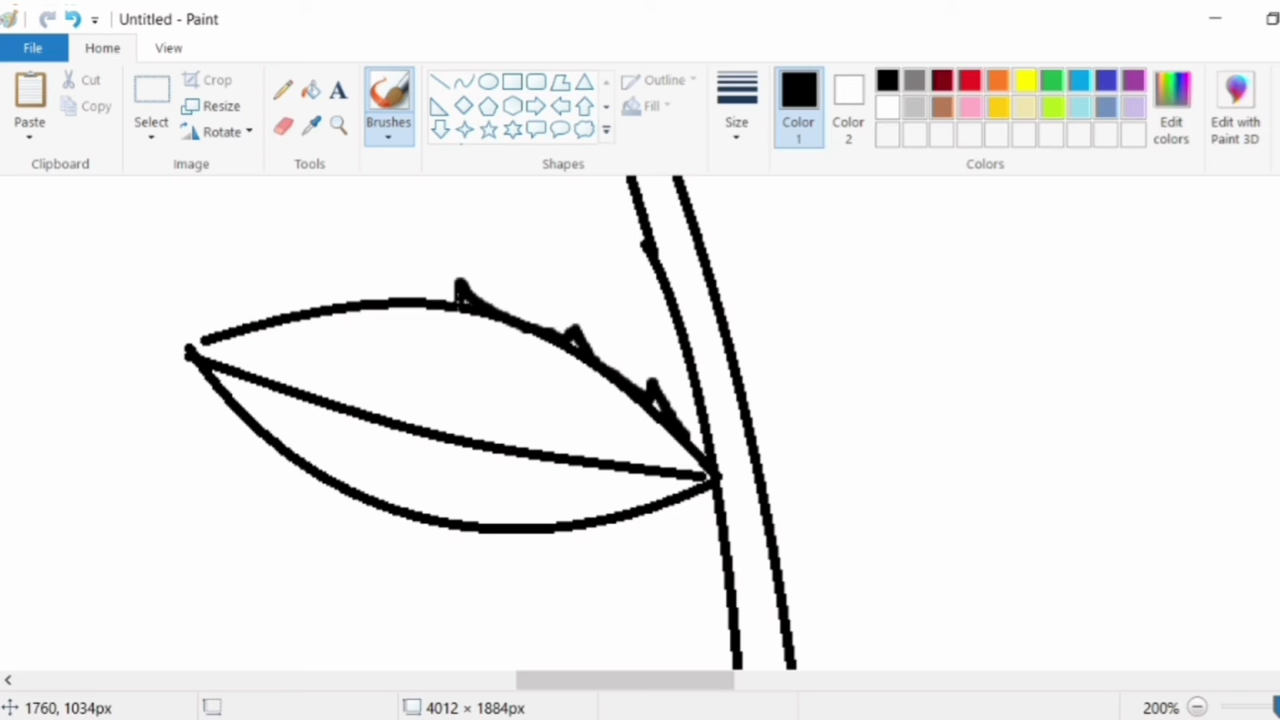 Untitled - Paint
File Home View
Paste Cut Copy Select Crop Resize Rotate A Brushes Outline Fill Size Color 1 Color 2 Edit colors Edit with Paint 3D
Clipboard Image Tools Shapes Colors
1760, 1034px 4012 × 1884px 200%